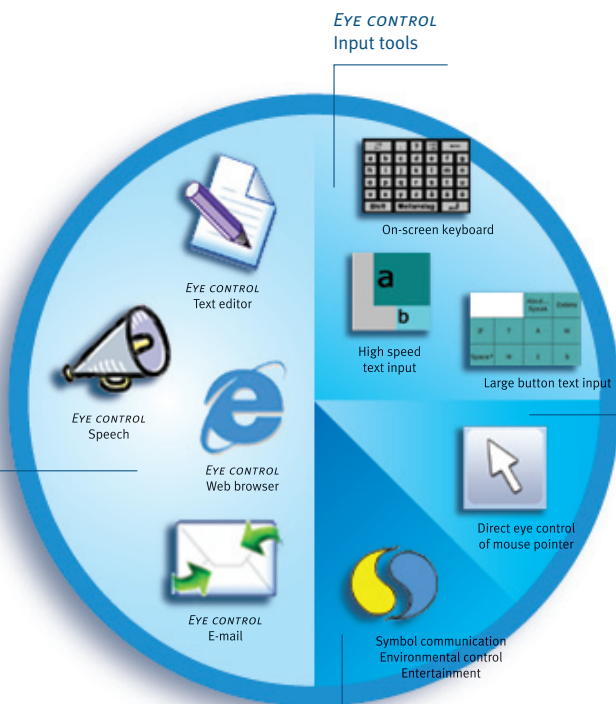 EYE CONTROL
Input tools
On-screen keyboard
EYE CONTROL
Text editor
a
b
High speed
text input
Large button text input
EYE CONTROL
Speech
EYE CONTROL
Web browser
Direct eye control
of mouse pointer
EYE CONTROL
E-mail
Symbol communication
Environmental control
Entertainment